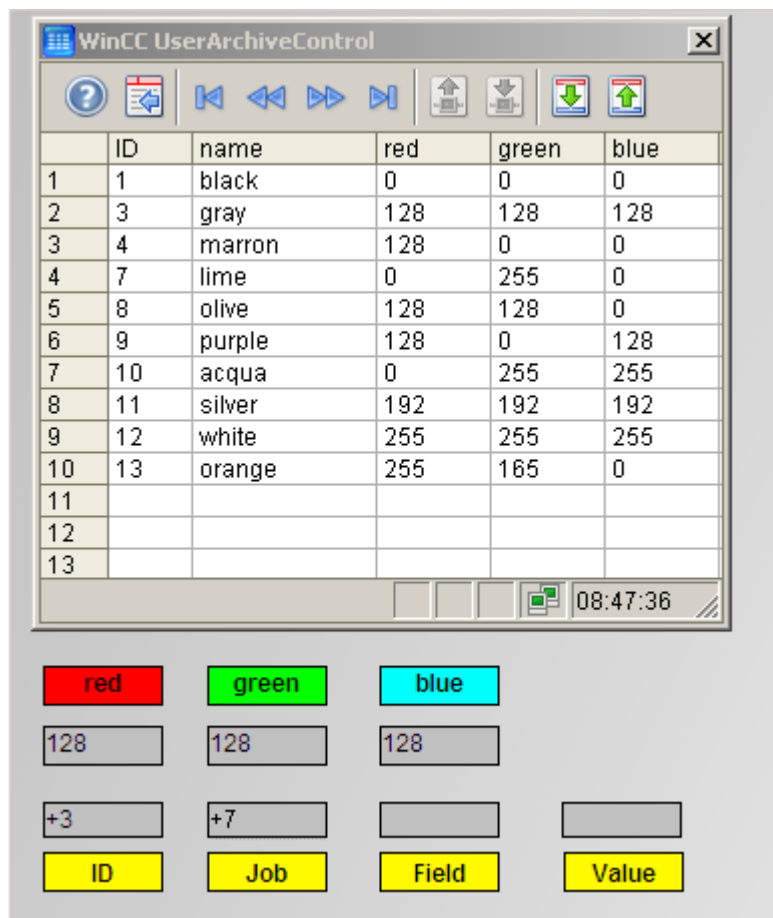 WinCC UserArchiveControl
ID name red green blue
1 1 black 0 0 0
2 3 gray 128 128 128
3 4 marron 128 0 0
4 7 lime 0 255 0
5 8 olive 128 128 0
6 9 purple 128 0 128
7 10 acqua 0 255 255
8 11 silver 192 192 192
9 12 white 255 255 255
10 13 orange 255 165 0
11
12
13
08:47:36
red green blue
128 128 128
+3 +7
ID Job Field Value